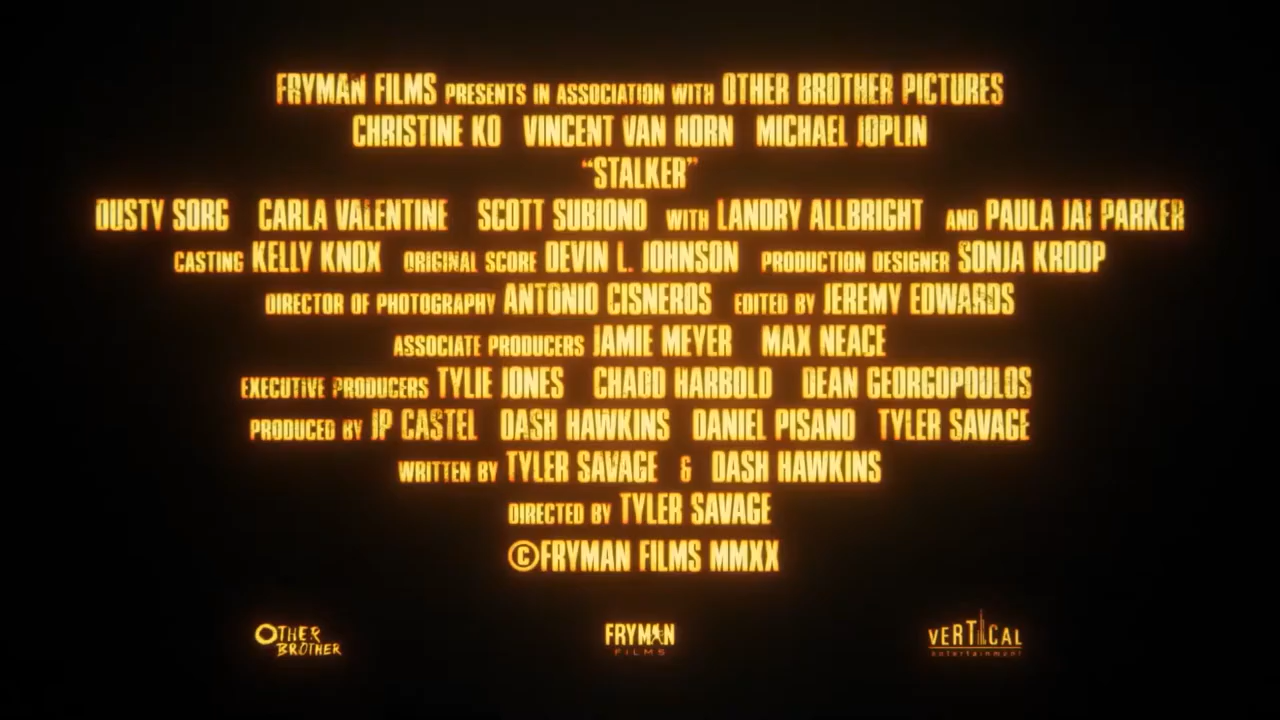 FRYMAN FILMS PRESENTS IN ASSOCIATION WITH OTHER BROTHER PICTURES
CHRISTINE KO VINCENT VAN HORN MICHAEL JOPLIN
“STALKER”
DUSTY SORG CARLA VALENTINE SCOTT SUBIONO WITH LANDRY ALLBRIGHT AND PAULA JAI PARKER
CASTING KELLY KNOX ORIGINAL SCORE DEVIN L. JOHNSON PRODUCTION DESIGNER SONJA KROOP
DIRECTOR OF PHOTOGRAPHY ANTONIO CISNEROS EDITED BY JEREMY EDWARDS
ASSOCIATE PRODUCERS JAMIE MEYER MAX NEACE
EXECUTIVE PRODUCERS TYLIE JONES CHADD HARBOLD DEAN GEORGOPOULOS
PRODUCED BY JP CASTEL DASH HAWKINS DANIEL PISANO TYLER SAVAGE
WRITTEN BY TYLER SAVAGE & DASH HAWKINS
DIRECTED BY TYLER SAVAGE
©FRYMAN FILMS MMXX
OTHER BROTHER
FRYMAN FILMS
VERTICAL entertainment